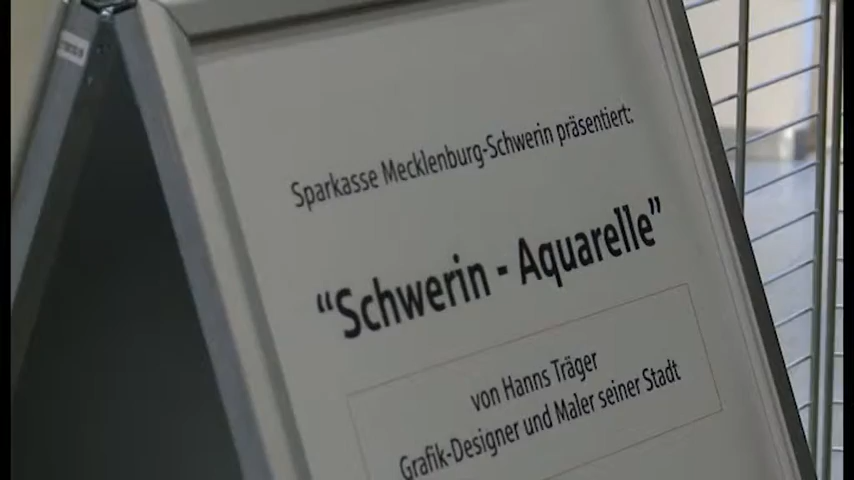 Sparkasse Mecklenburg-Schwerin präsentiert:
“Schwerin - Aquarelle”
von Hanns Träger
Grafik-Designer und Maler seiner Stadt